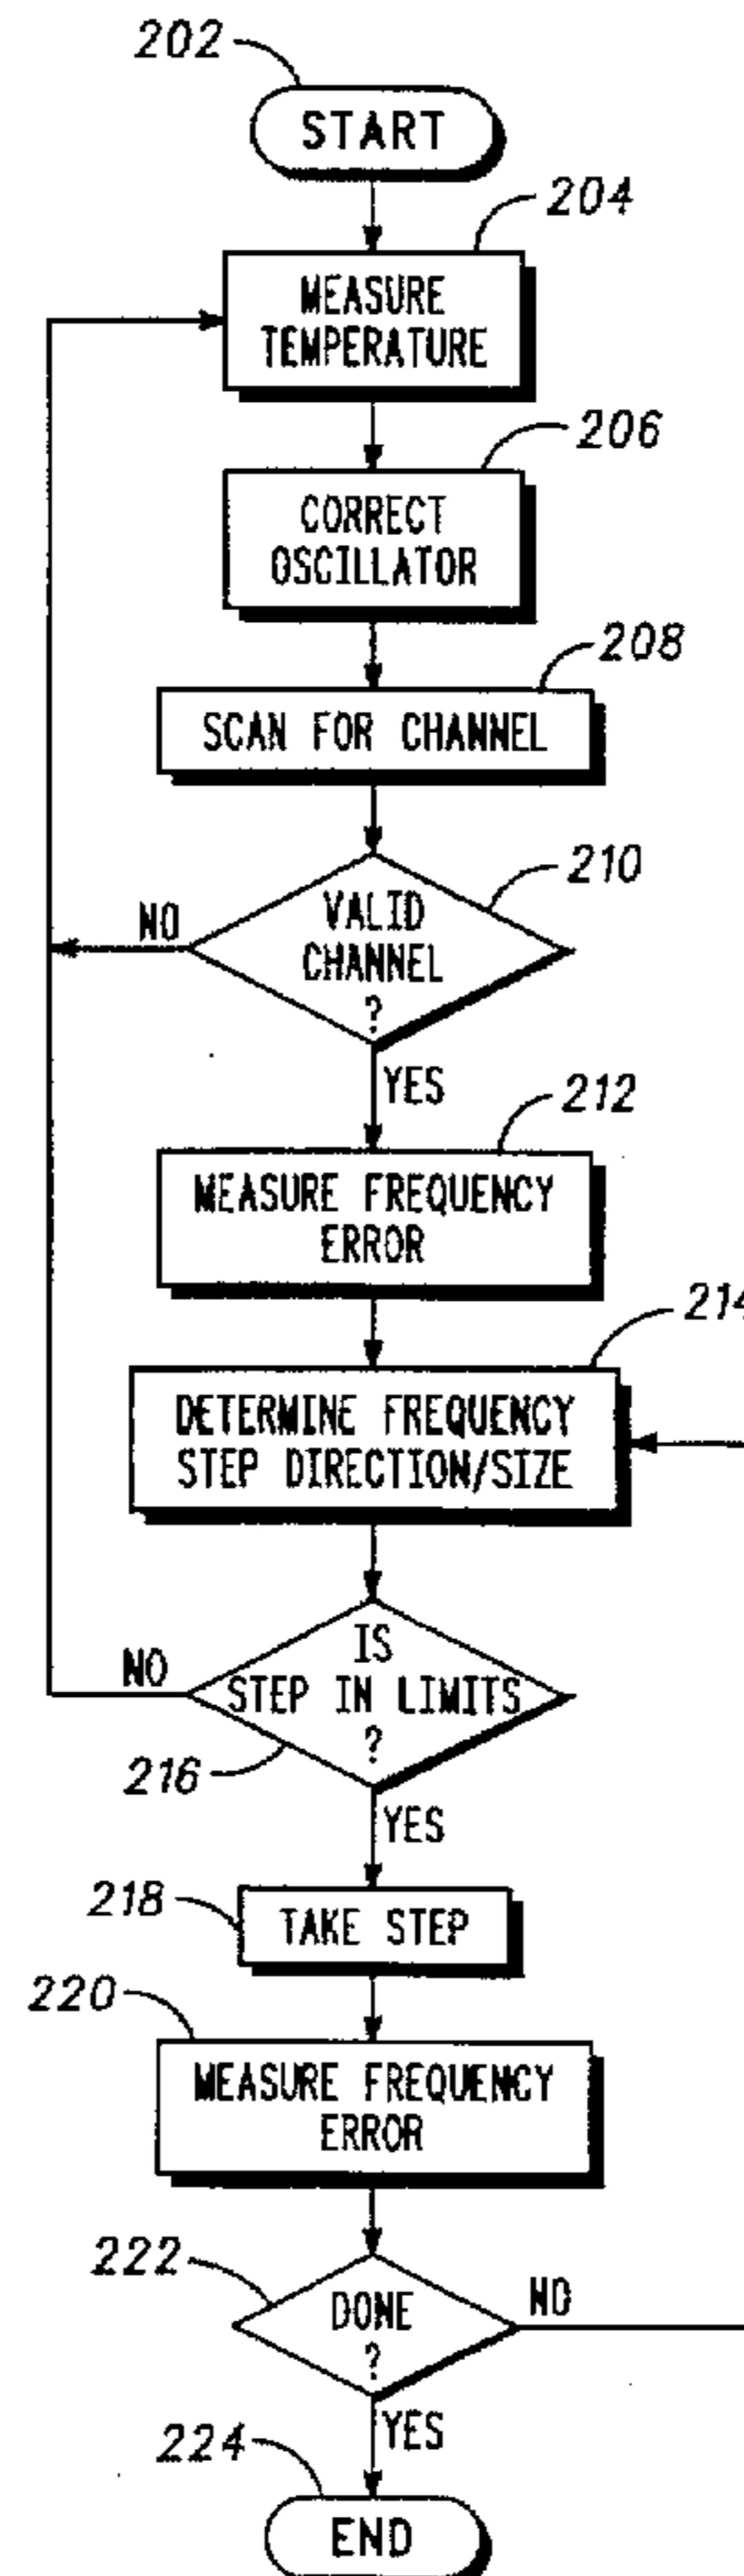 202
START
204
MEASURE
TEMPERATURE
206
CORRECT
OSCILLATOR
208
SCAN FOR CHANNEL
210
VALID
CHANNEL
?
NO
YES
212
MEASURE FREQUENCY
ERROR
214
DETERMINE FREQUENCY
STEP DIRECTION/SIZE
IS
STEP IN LIMITS
?
NO
216
YES
218
TAKE STEP
220
MEASURE FREQUENCY
ERROR
222
DONE
?
NO
YES
224
END